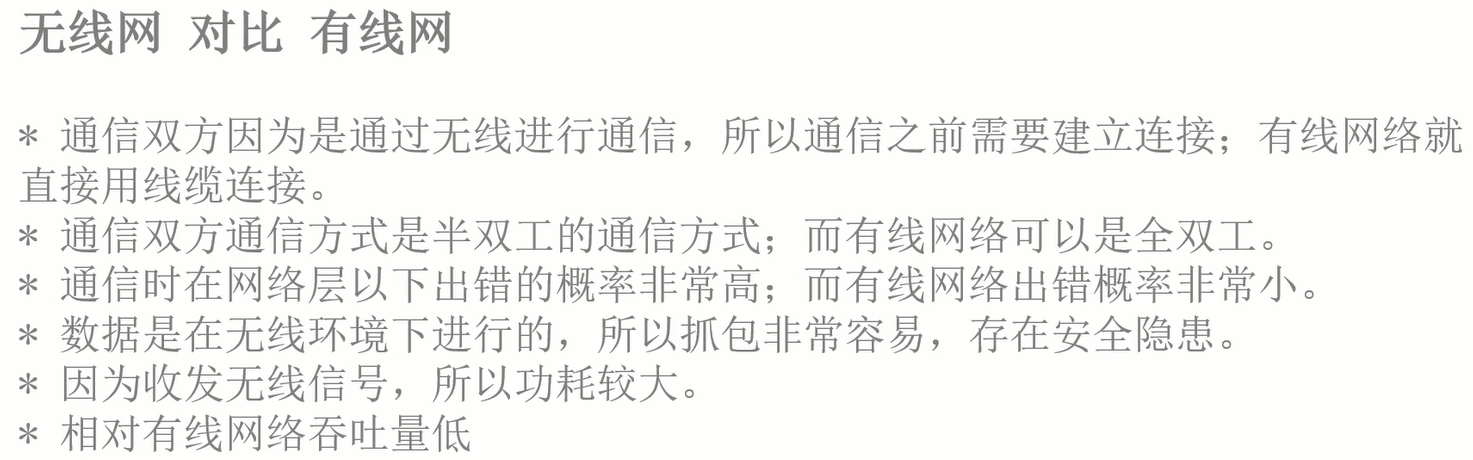 无线网 对比 有线网
* 通信双方因为是通过无线进行通信，所以通信之前需要建立连接；有线网络就
直接用线缆连接。
* 通信双方通信方式是半双工的通信方式；而有线网络可以是全双工。
* 通信时在网络层以下出错的概率非常高；而有线网络出错概率非常小。
* 数据是在无线环境下进行的，所以抓包非常容易，存在安全隐患。
* 因为收发无线信号，所以功耗较大。
* 相对有线网络吞吐量低